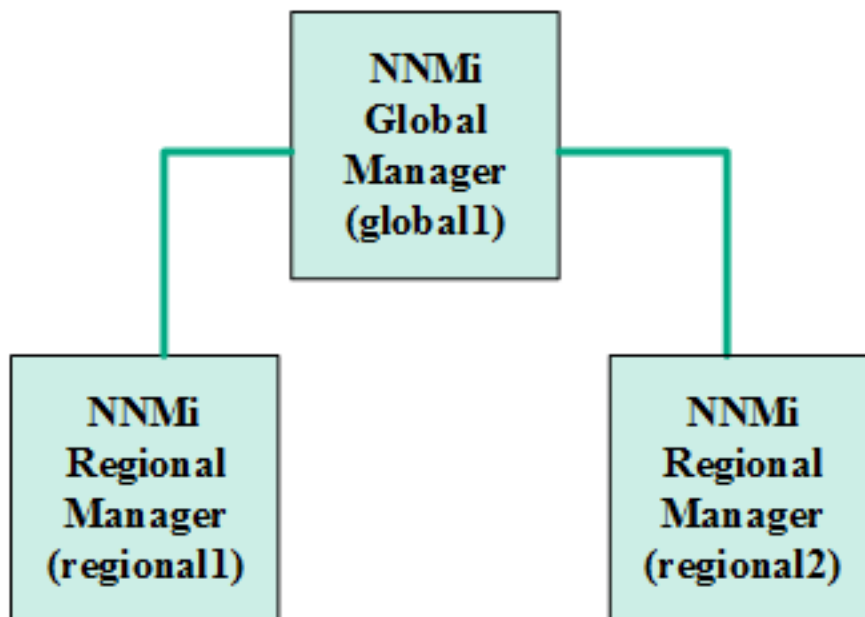 NNMi
Global
Manager
(global1)
NNMi
Regional
Manager
(regional1)
NNMi
Regional
Manager
(regional2)